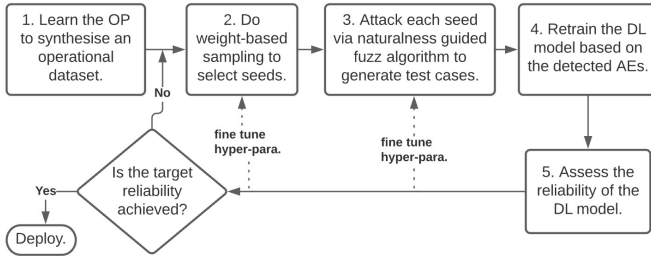 1. Learn the OP
to synthesise an
operational
dataset.
2. Do
weight-based
sampling to
select seeds.
3. Attack each seed
via naturalness guided
fuzz algorithm to
generate test cases.
4. Retrain the DL
model based on
the detected AEs.
No
fine tune
hyper-para.
fine tune
hyper-para.
Is the target
reliability
achieved?
5. Assess the
reliability of the
DL model.
Yes
Deploy.